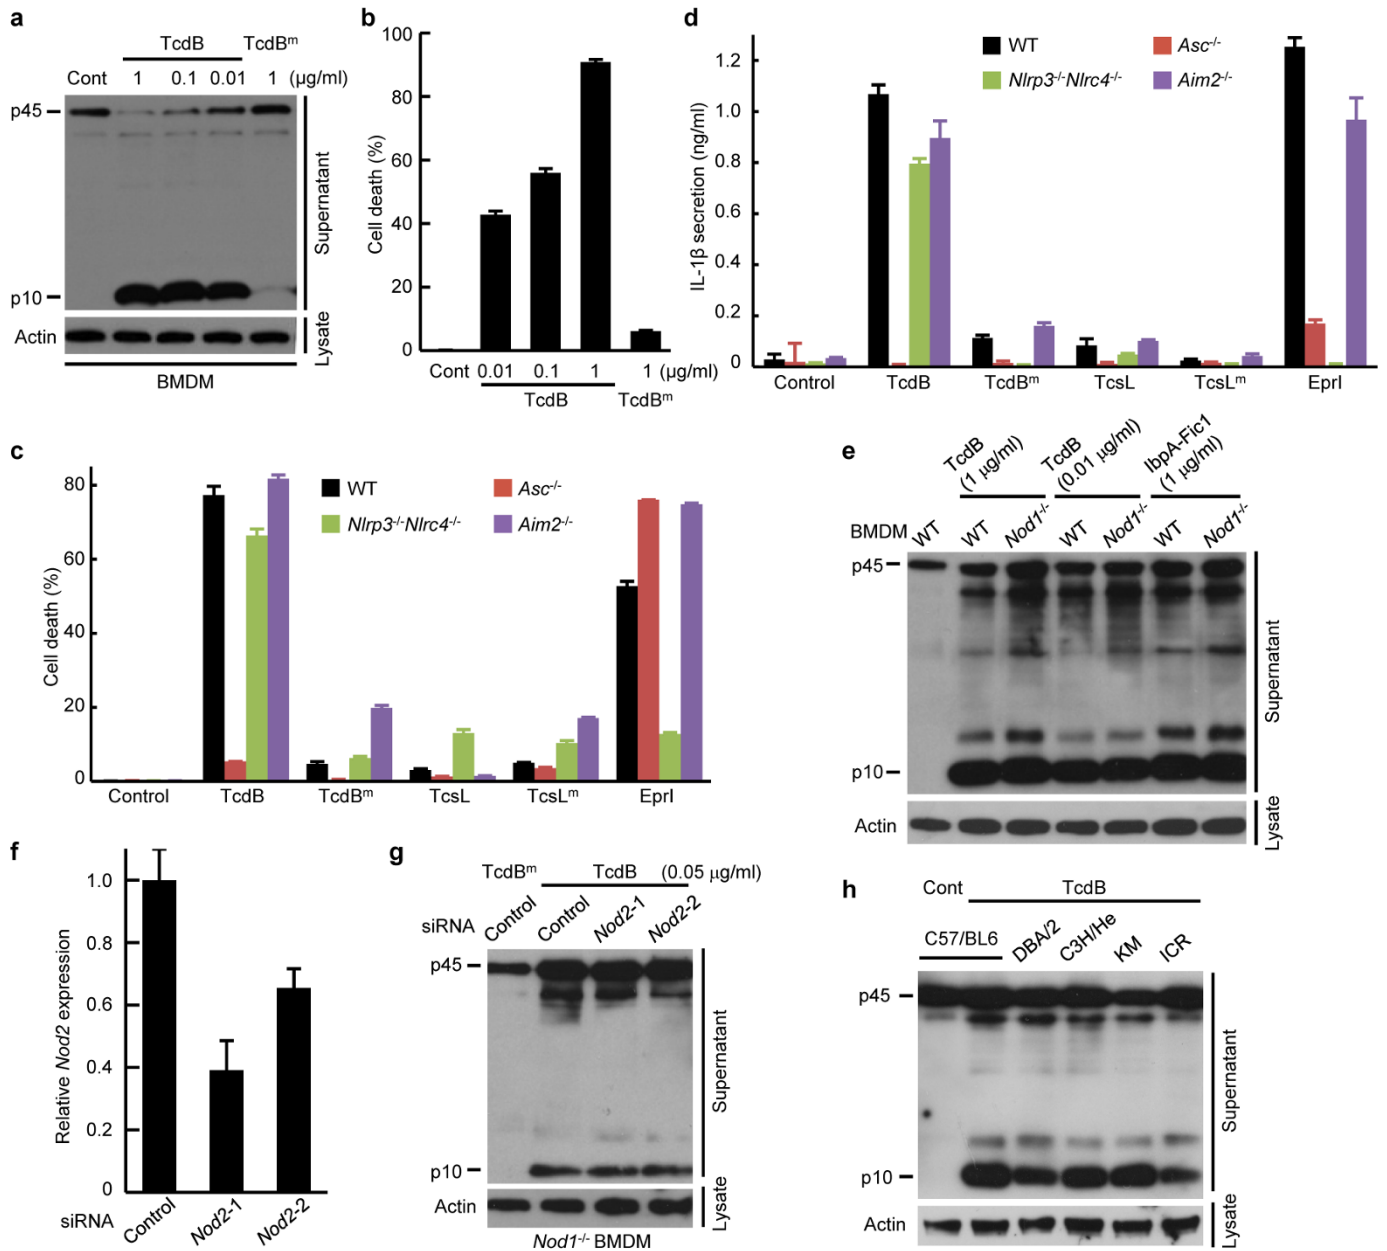 a
TcdB TcdBᵐ
Cont 1 0.1 0.01 1 (µg/ml)
p45
p10
Supernatant
Actin
Lysate
BMDM
b
Cell death (%)
100
80
60
40
20
0
Cont 0.01 0.1 1 1 (µg/ml)
TcdB TcdBᵐ
c
Cell death (%)
80
60
40
20
0
WT
Asc⁻/⁻
Nlrp3⁻/⁻Nlrc4⁻/⁻
Aim2⁻/⁻
Control TcdB TcdBᵐ TcsL TcsLᵐ EprI
d
IL-1β secretion (ng/ml)
1.2
1.0
0.8
0.6
0.4
0.2
0
WT
Asc⁻/⁻
Nlrp3⁻/⁻Nlrc4⁻/⁻
Aim2⁻/⁻
Control TcdB TcdBᵐ TcsL TcsLᵐ EprI
e
TcdB
(1 µg/ml)
TcdB
(0.01 µg/ml)
IbpA-Fic1
(1 µg/ml)
BMDM WT WT Nod1⁻/⁻ WT Nod1⁻/⁻ WT Nod1⁻/⁻
p45
p10
Supernatant
Actin
Lysate
f
Relative Nod2 expression
1.0
0.8
0.6
0.4
0.2
0
siRNA Control Nod2-1 Nod2-2
g
TcdBᵐ TcdB (0.05 µg/ml)
siRNA Control Control Nod2-1 Nod2-2
p45
p10
Supernatant
Actin
Lysate
Nod1⁻/⁻ BMDM
h
Cont TcdB
C57/BL6 DBA/2 C3H/He KM ICR
p45
p10
Supernatant
Actin
Lysate